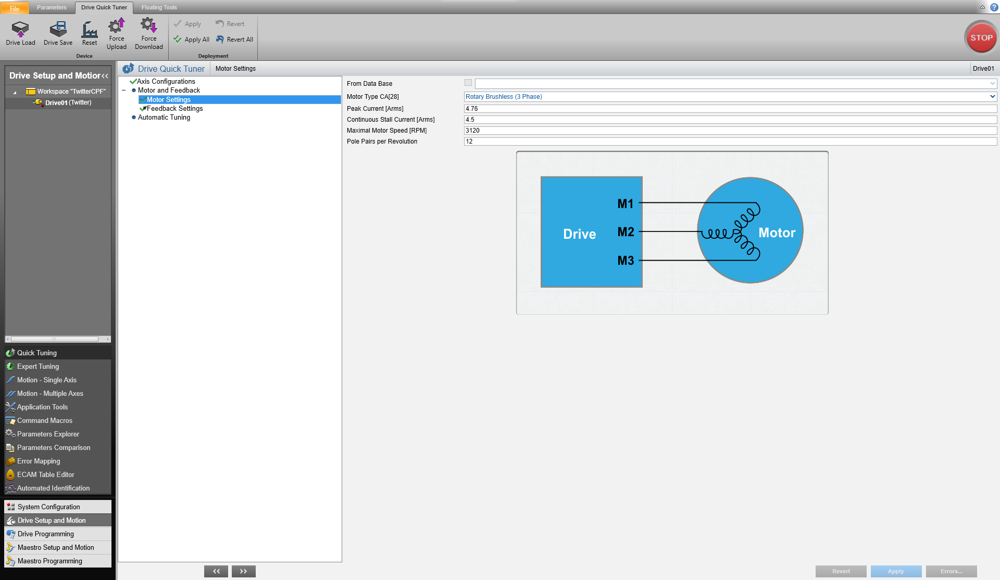 File
Parameters
Drive Quick Tuner
Floating Tools
Drive Load
Drive Save
Reset
Force
Upload
Force
Download
Device
Apply
Revert
Apply All
Revert All
Deployment
STOP
Drive Setup and Motior<<
Workspace "TwitterCPF"
Drive01 (Twitter)
Quick Tuning
Expert Tuning
Motion - Single Axis
Motion - Multiple Axes
Application Tools
Command Macros
Parameters Explorer
Parameters Comparison
Error Mapping
ECAM Table Editor
Automated Identification
System Configuration
Drive Setup and Motion
Drive Programming
Maestro Setup and Motion
Maestro Programming
Drive Quick Tuner
Motor Settings
Drive01
Axis Configurations
Motor and Feedback
Motor Settings
Feedback Settings
Automatic Tuning
<< >>
From Data Base
Motor Type CA[28] Rotary Brushless (3 Phase)
Peak Current [Arms] 4.76
Continuous Stall Current [Arms] 4.5
Maximal Motor Speed [RPM] 3120
Pole Pairs per Revolution 12
M1
Drive M2 Motor
M3
Revert Apply Errors...